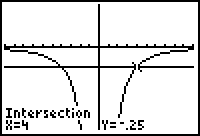 Intersection
X=4 Y=-.25